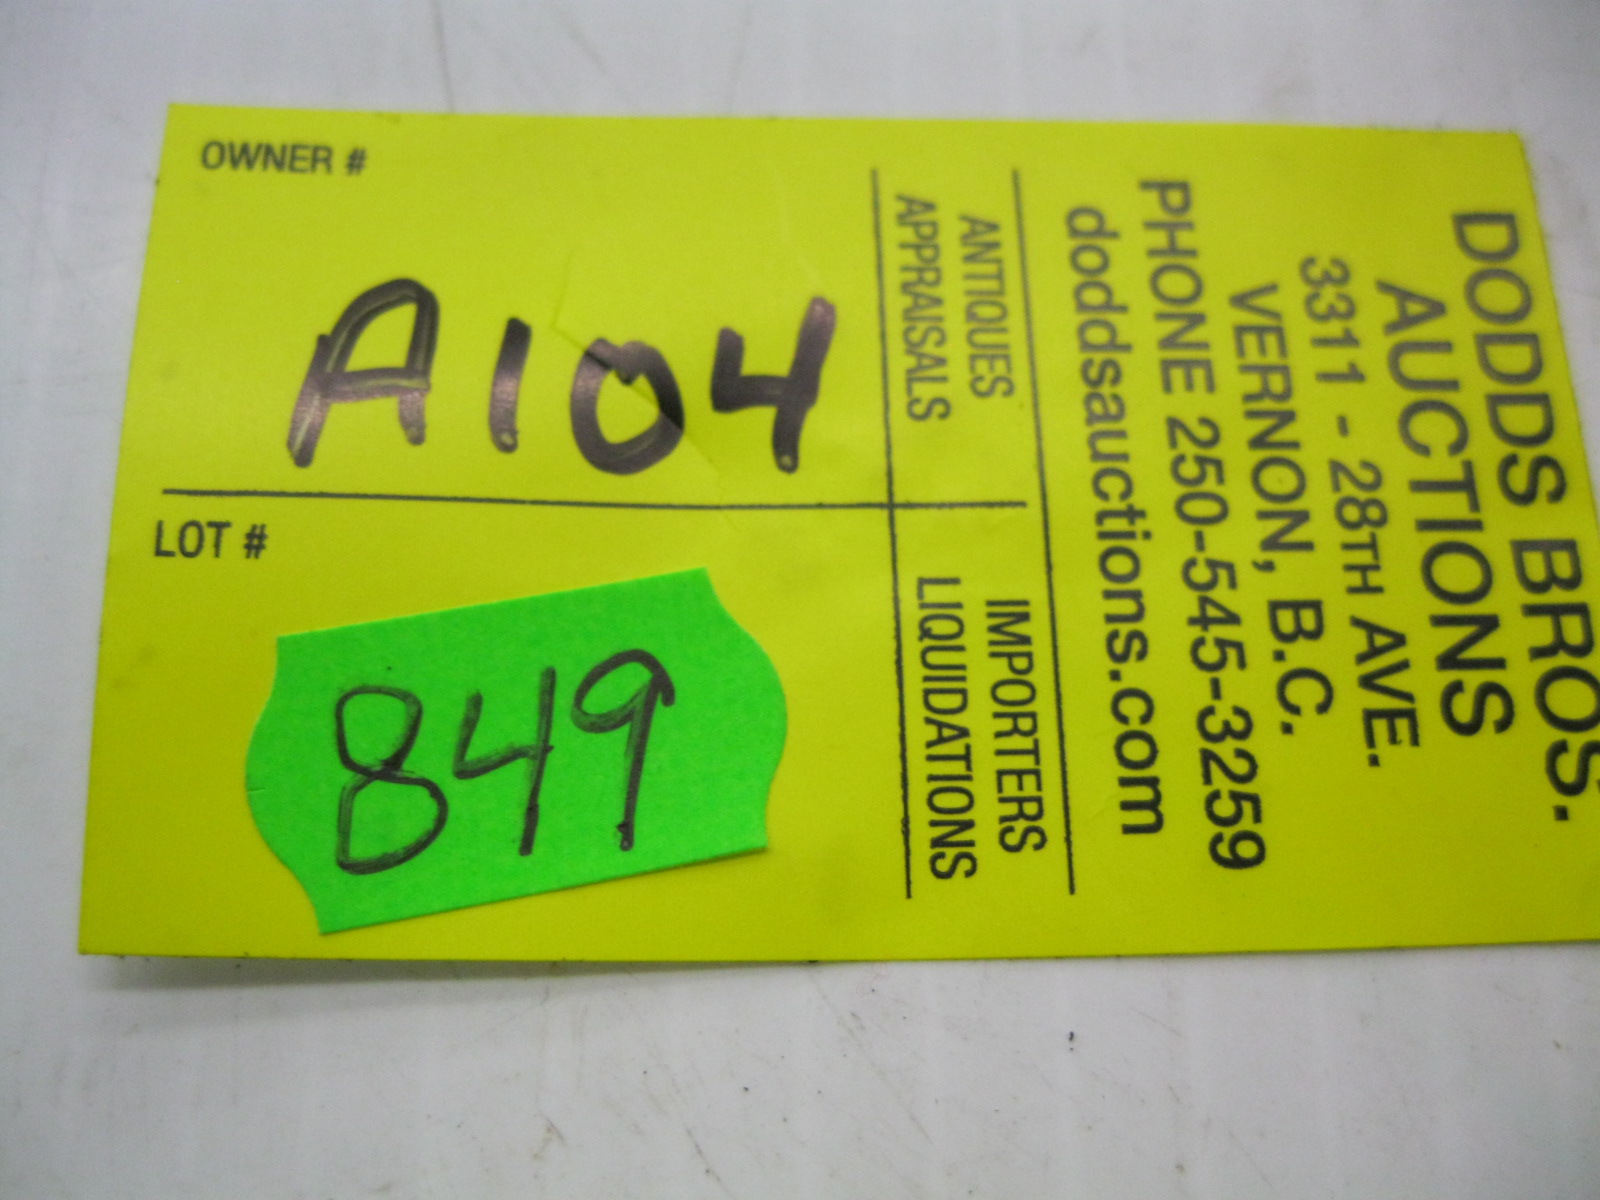 OWNER #
A104
LOT #
849
DODDS BROS.
AUCTIONS
3311 - 28TH AVE.
VERNON, B.C.
PHONE 250-545-3259
doddsauctions.com
ANTIQUES
APPRAISALS
IMPORTERS
LIQUIDATIONS